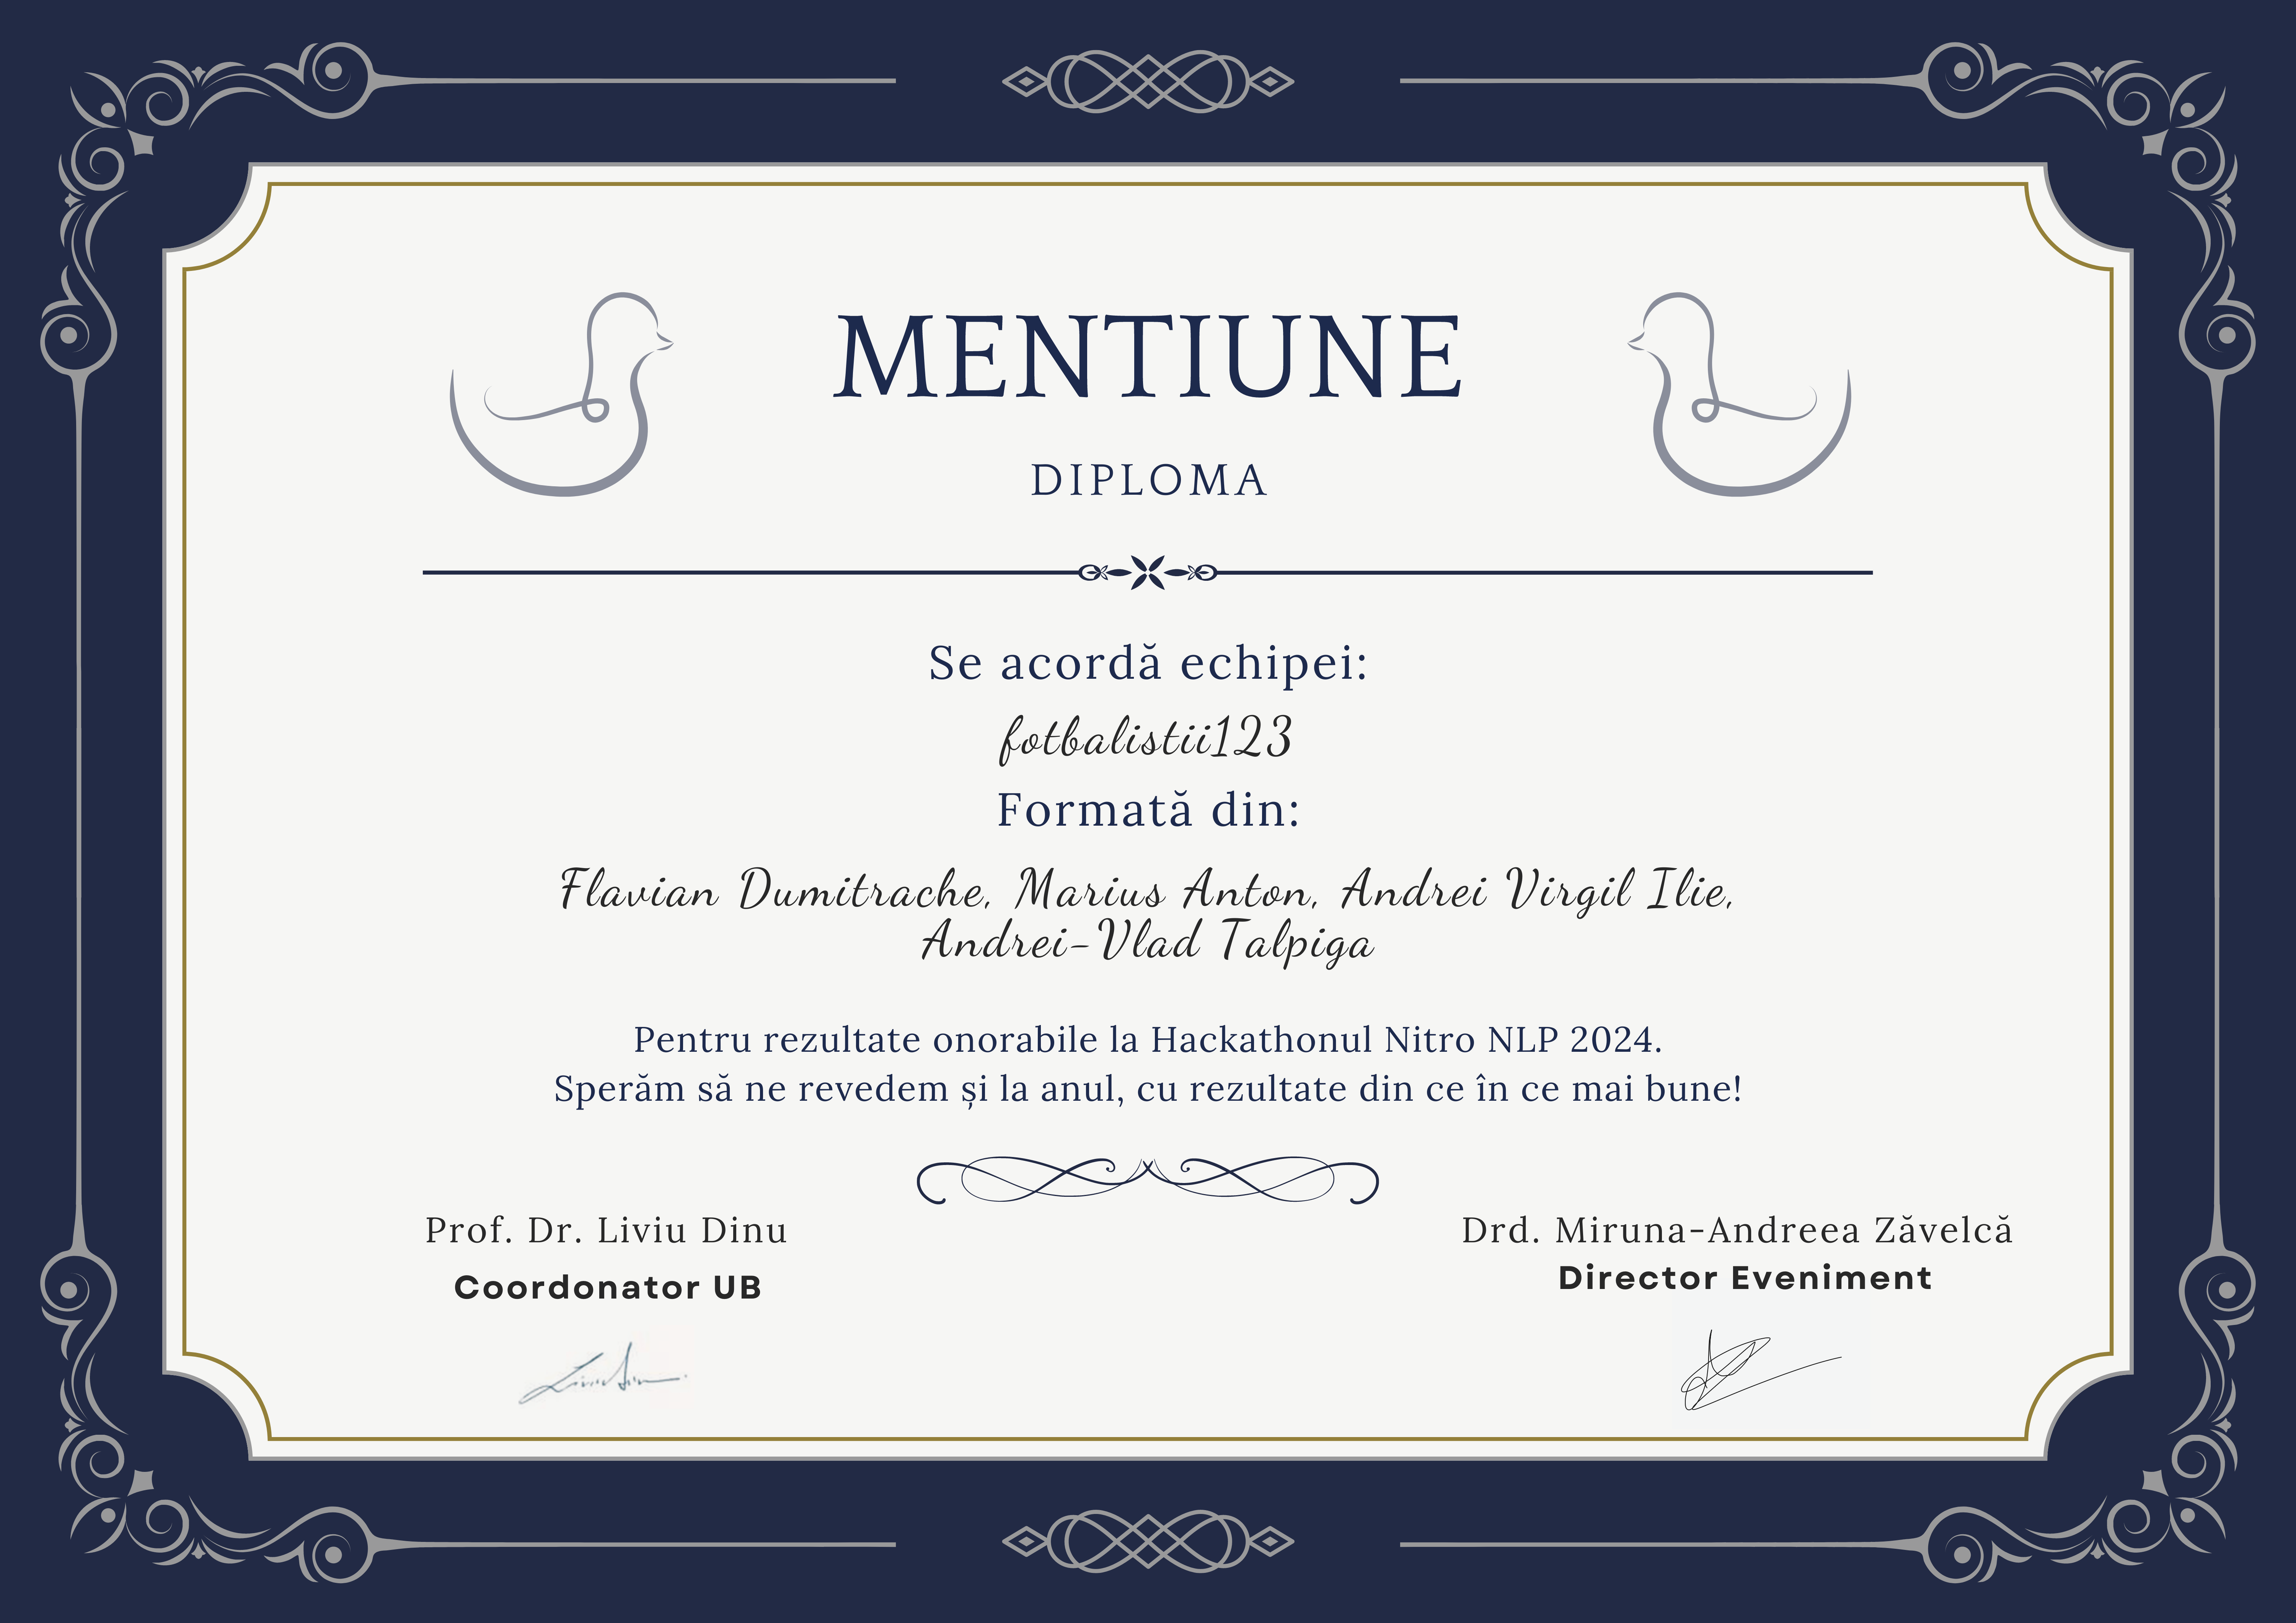 MENTIUNE
DIPLOMA
Se acordă echipei:
fotbalistii123
Formată din:
Flavian Dumitrache, Marius Anton, Andrei Virgil Ilie,
Andrei-Vlad Talpiga
Pentru rezultate onorabile la Hackathonul Nitro NLP 2024.
Sperăm să ne revedem și la anul, cu rezultate din ce în ce mai bune!
Prof. Dr. Liviu Dinu
Coordonator UB
Drd. Miruna-Andreea Zăvelcă
Director Eveniment